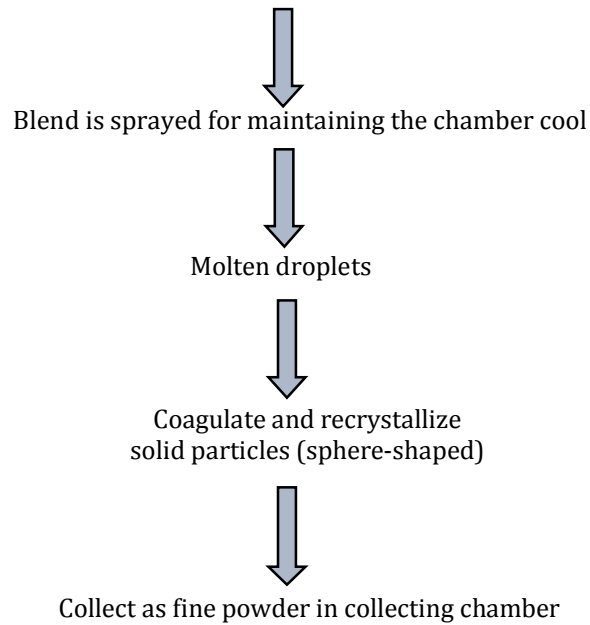 Blend is sprayed for maintaining the chamber cool
Molten droplets
Coagulate and recrystallize
solid particles (sphere-shaped)
Collect as fine powder in collecting chamber